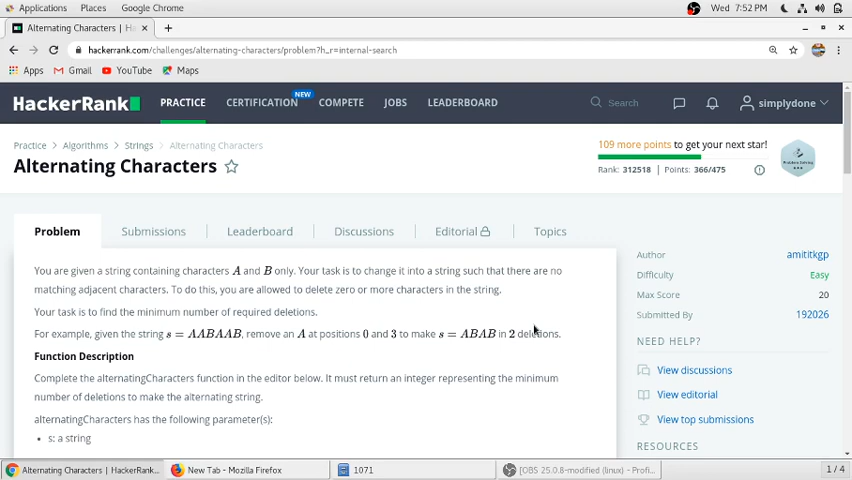 Applications Places Google Chrome Wed 7:52 PM
Alternating Characters | Ha
hackerrank.com/challenges/alternating-characters/problem?h_r=internal-search
Apps Gmail YouTube Maps
HackerRank PRACTICE CERTIFICATION NEW COMPETE JOBS LEADERBOARD Search simplydone
Practice Algorithms Strings Alternating Characters
Alternating Characters
109 more points to get your next star!
Rank: 312518 | Points: 366/475
Problem Solving
Problem Submissions Leaderboard Discussions Editorial Topics
You are given a string containing characters A and B only. Your task is to change it into a string such that there are no
matching adjacent characters. To do this, you are allowed to delete zero or more characters in the string.
Your task is to find the minimum number of required deletions.
For example, given the string s = AABAAB, remove an A at positions 0 and 3 to make s = ABAB in 2 deletions.
Function Description
Complete the alternatingCharacters function in the editor below. It must return an integer representing the minimum
number of deletions to make the alternating string.
alternatingCharacters has the following parameter(s):
• s: a string
Author amititkgp
Difficulty Easy
Max Score 20
Submitted By 192026
NEED HELP?
View discussions
View editorial
View top submissions
RESOURCES
Alternating Characters | HackerRank... New Tab - Mozilla Firefox 1071 [OBS 25.0.8-modified (linux) - Profi... 1 / 4